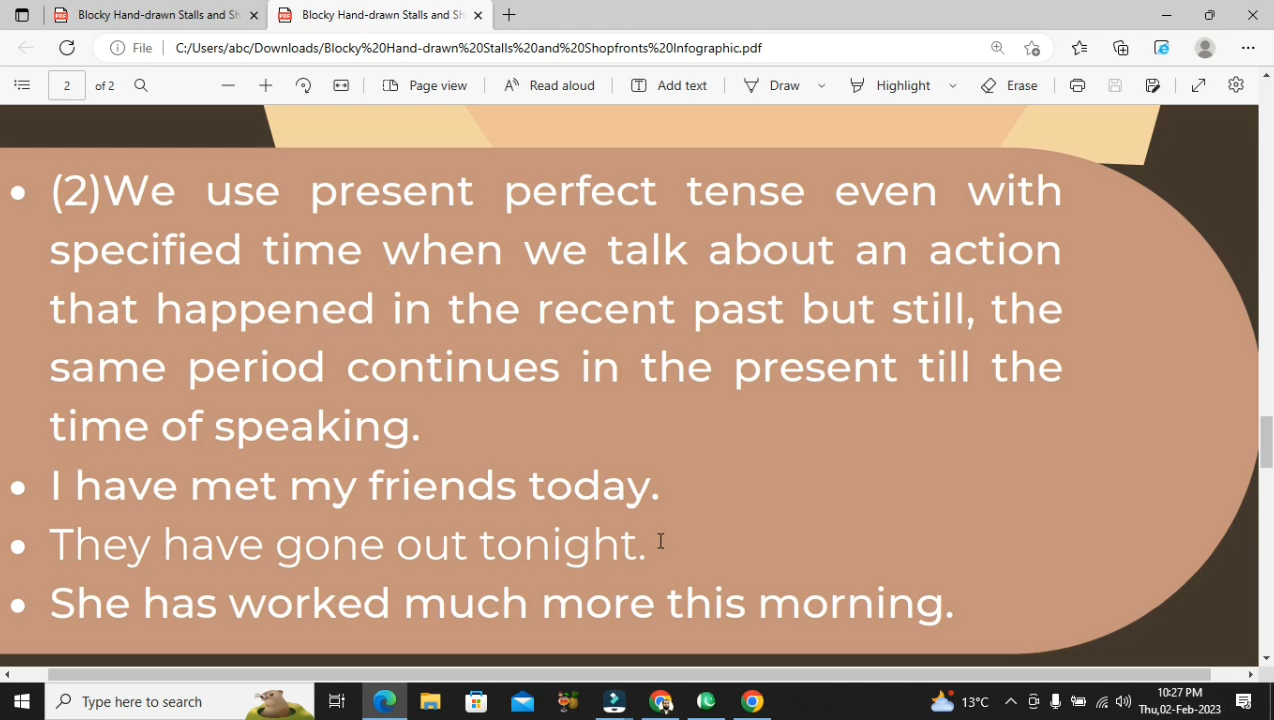 Blocky Hand-drawn Stalls and Sh
Blocky Hand-drawn Stalls and Sh
File
C:/Users/abc/Downloads/Blocky%20Hand-drawn%20Stalls%20and%20Shopfronts%20Infographic.pdf
2 of 2
Page view
Read aloud
Add text
Draw
Highlight
Erase
(2)We use present perfect tense even with
specified time when we talk about an action
that happened in the recent past but still, the
same period continues in the present till the
time of speaking.
I have met my friends today.
They have gone out tonight.
She has worked much more this morning.
Type here to search
13°C
10:27 PM
Thu,02-Feb-2023